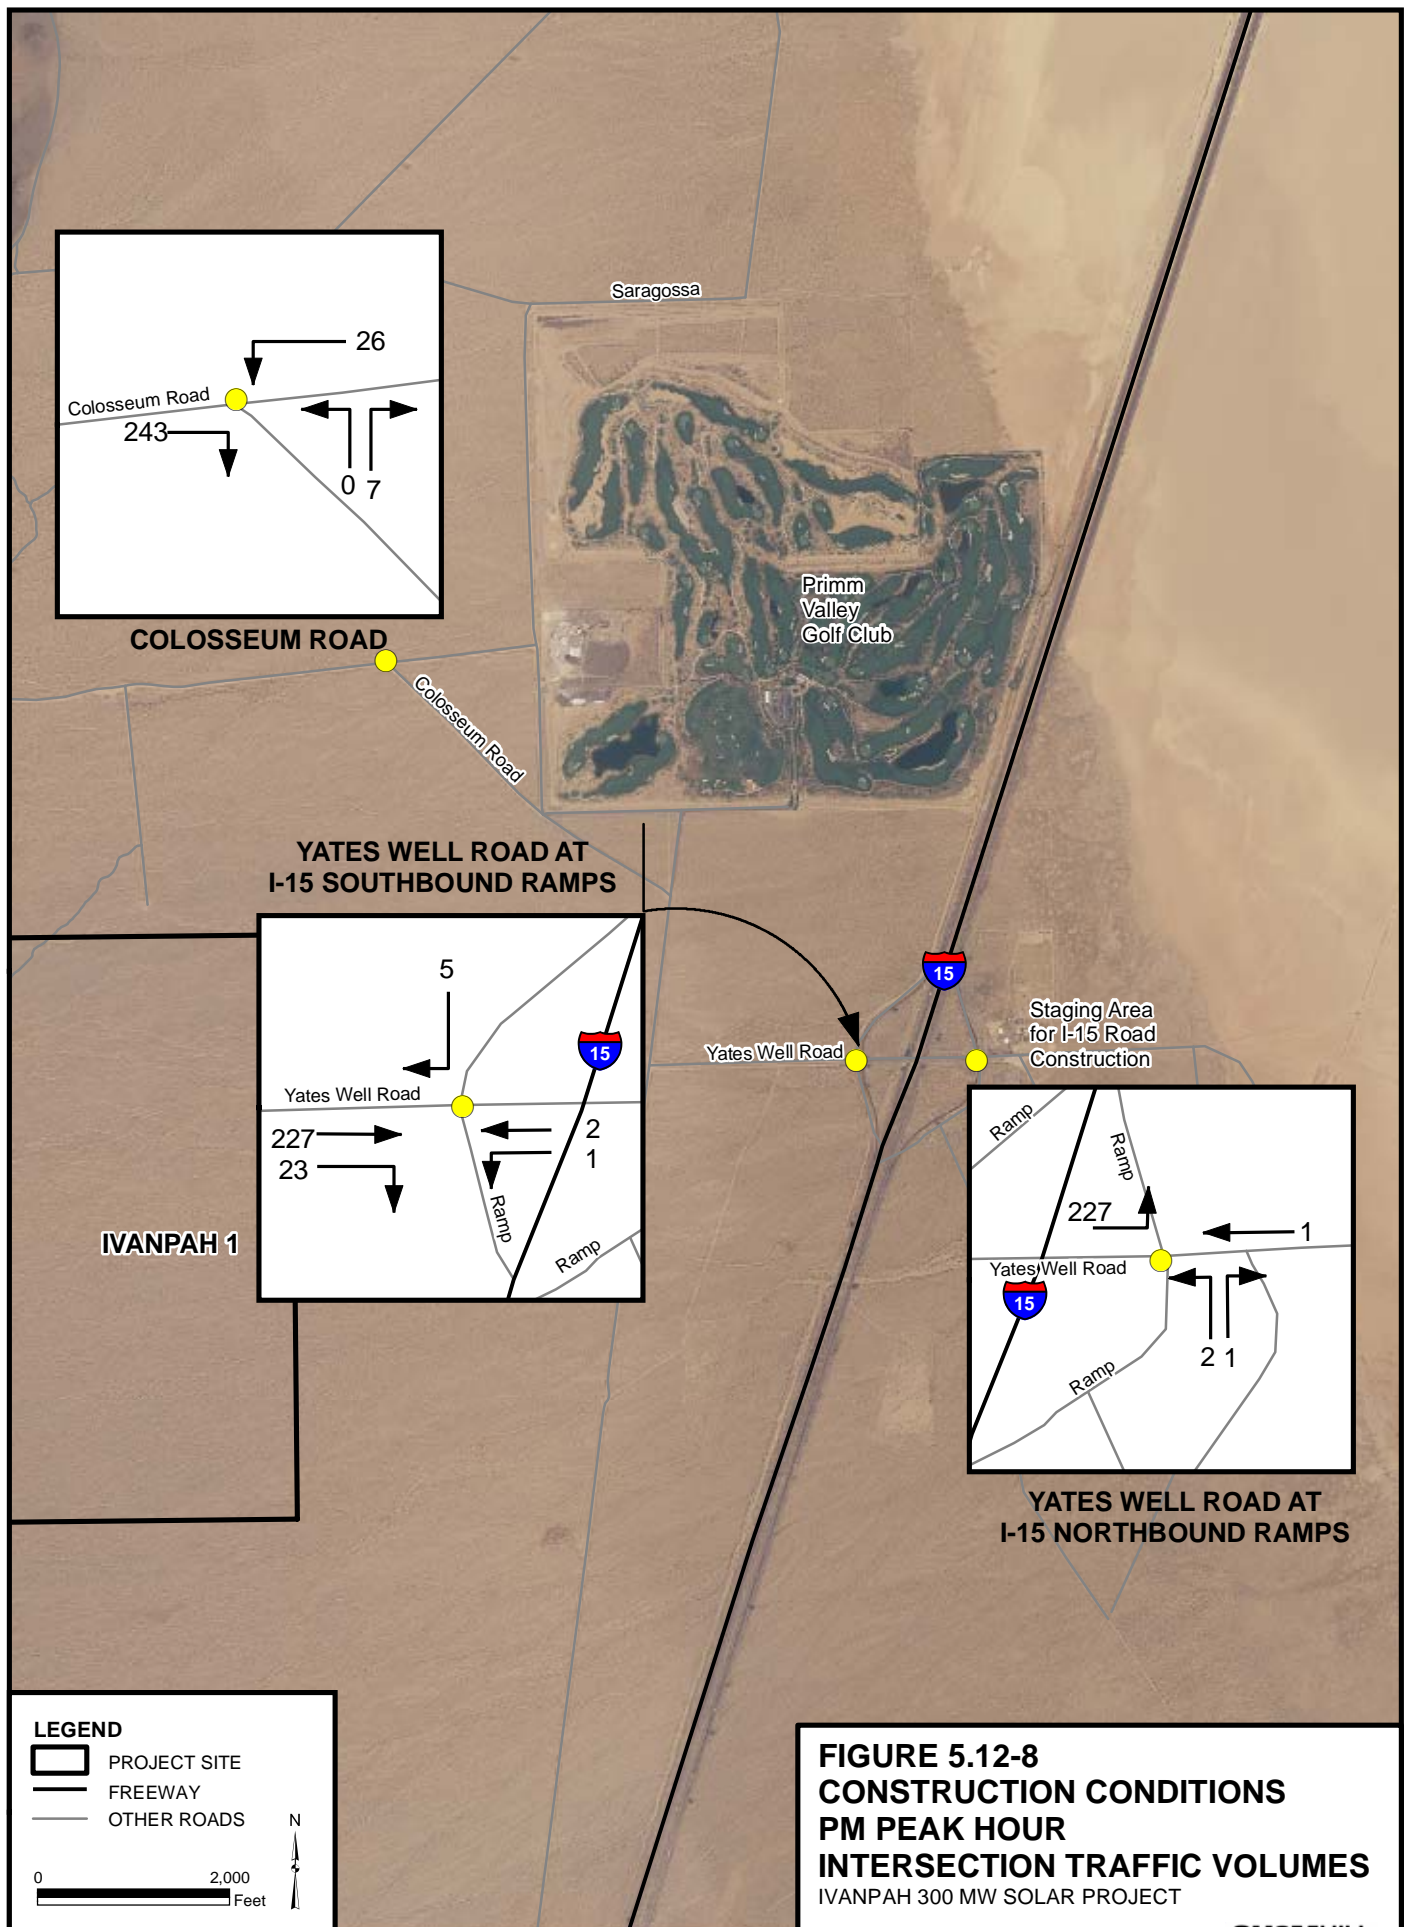 Saragossa
26
Colosseum Road
243
0 7
COLOSSEUM ROAD
Primm
Valley
Golf Club
Colosseum Road
YATES WELL ROAD AT
I-15 SOUTHBOUND RAMPS
5
15
Yates Well Road
227
23
2
1
Ramp
Ramp
15
Yates Well Road
Staging Area
for I-15 Road
Construction
IVANPAH 1
Ramp
Ramp
227
1
Yates Well Road
15
2 1
Ramp
YATES WELL ROAD AT
I-15 NORTHBOUND RAMPS
LEGEND
PROJECT SITE
FREEWAY
OTHER ROADS
N
0 2,000
Feet
FIGURE 5.12-8
CONSTRUCTION CONDITIONS
PM PEAK HOUR
INTERSECTION TRAFFIC VOLUMES
IVANPAH 300 MW SOLAR PROJECT